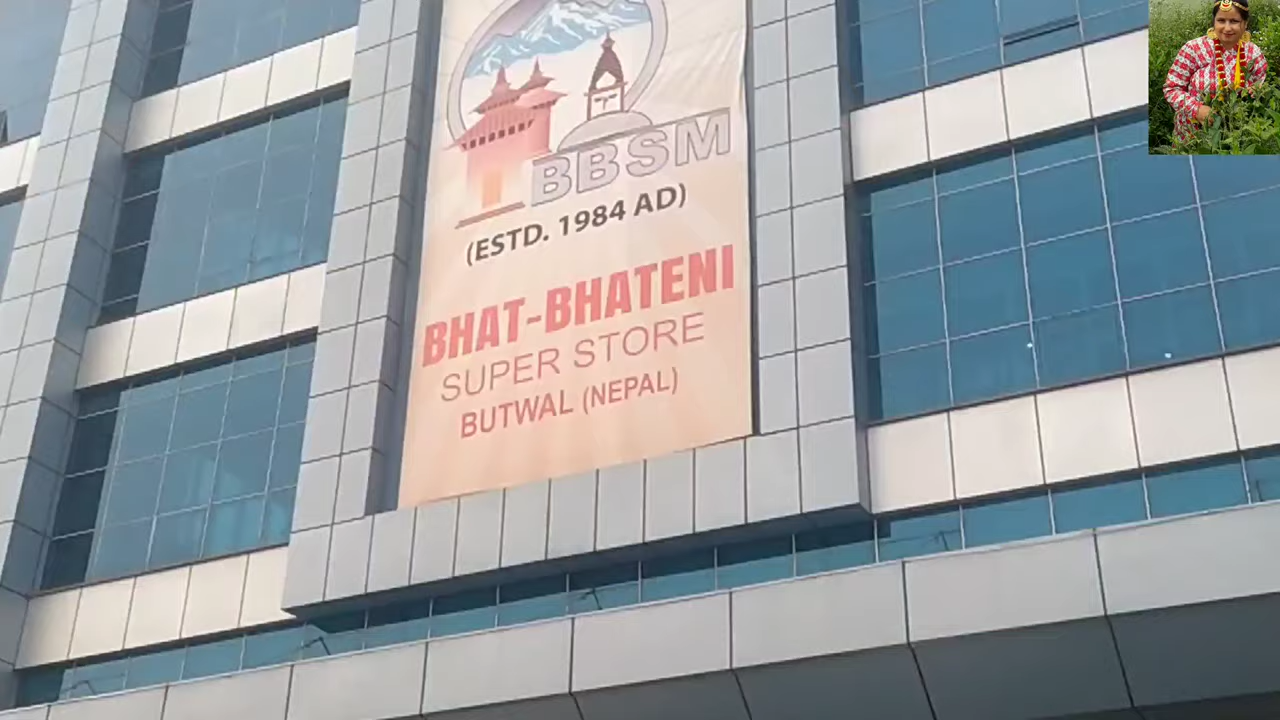 BBSM
(ESTD. 1984 AD)
BHAT-BHATENI
SUPER STORE
BUTWAL (NEPAL)